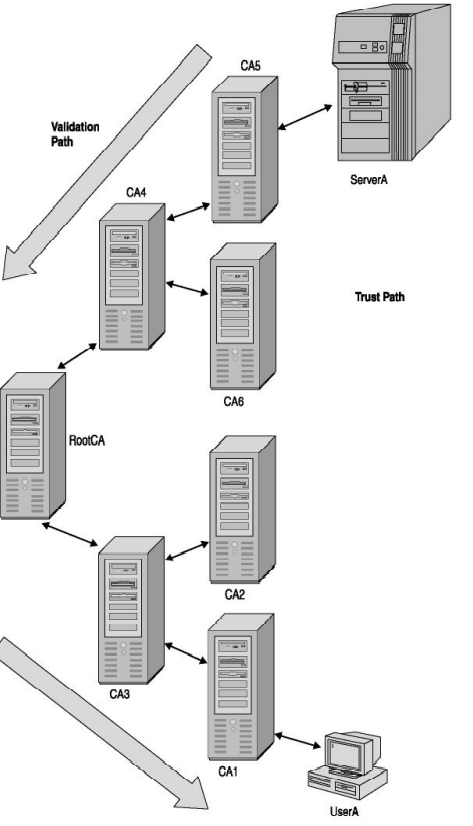 CA5
Validation
Path
ServerA
CA4
Trust Path
CA6
RootCA
CA2
CA3
CA1
UserA